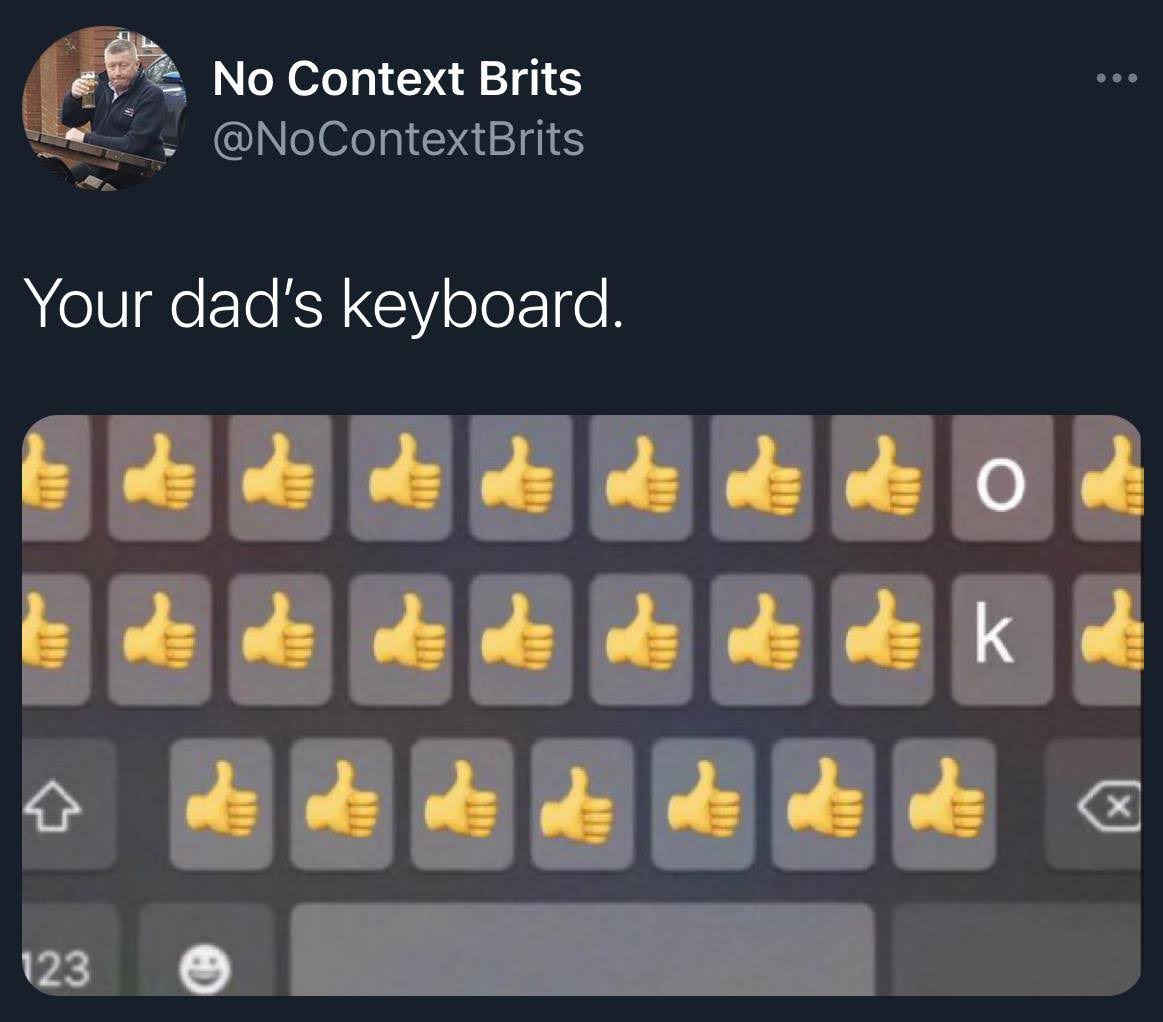 No Context Brits
@NoContextBrits
Your dad’s keyboard.
👍 👍 👍 👍 👍 👍 👍 👍 o 👍
👍 👍 👍 👍 👍 👍 👍 👍 k 👍
👍 👍 👍 👍 👍 👍 👍
123